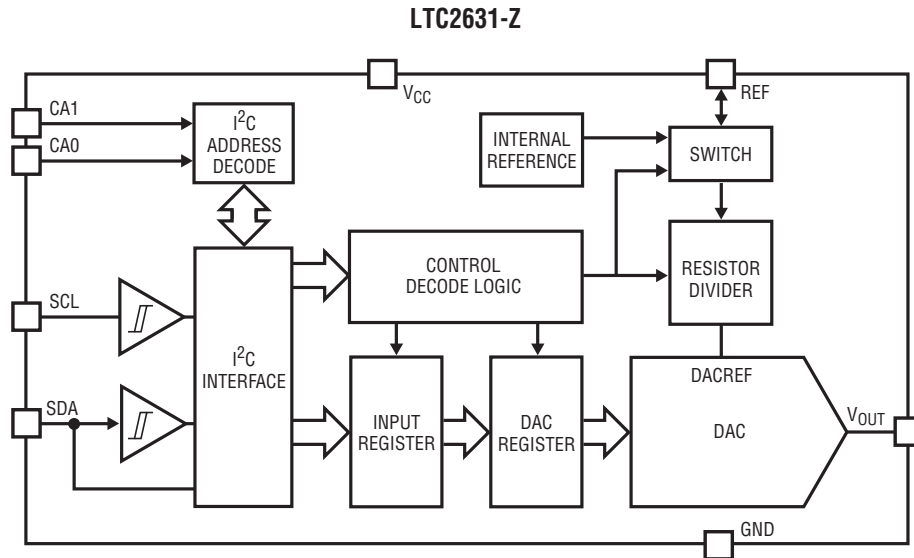 LTC2631-Z
VCC
REF
CA1
CA0
I2C
ADDRESS
DECODE
INTERNAL
REFERENCE
SWITCH
CONTROL
DECODE LOGIC
RESISTOR
DIVIDER
SCL
I2C
INTERFACE
SDA
INPUT
REGISTER
DAC
REGISTER
DACREF
DAC
VOUT
GND